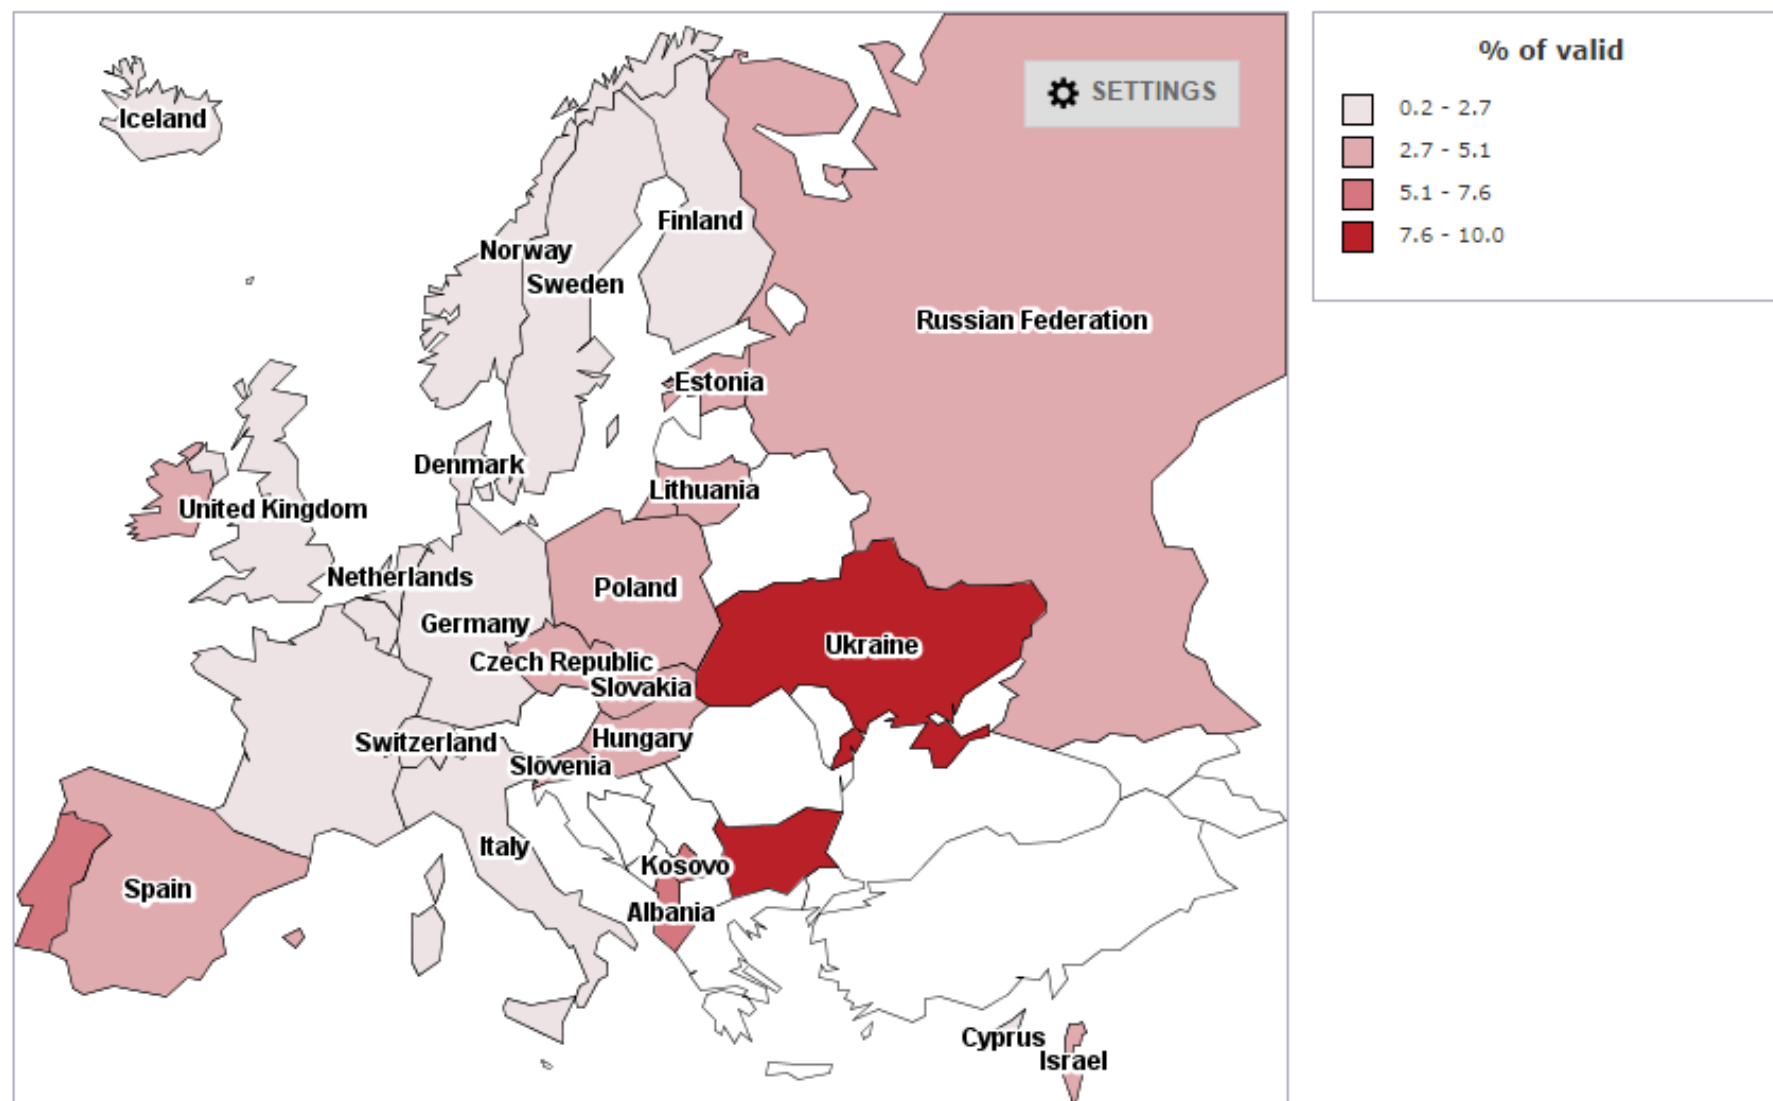 % of valid
SETTINGS
0.2 - 2.7
2.7 - 5.1
5.1 - 7.6
7.6 - 10.0
Iceland
Finland
Norway
Sweden
Russian Federation
Estonia
Denmark
Lithuania
United Kingdom
Netherlands
Poland
Germany
Ukraine
Czech Republic
Slovakia
Switzerland
Hungary
Slovenia
Italy
Kosovo
Spain
Albania
Cyprus
Israel